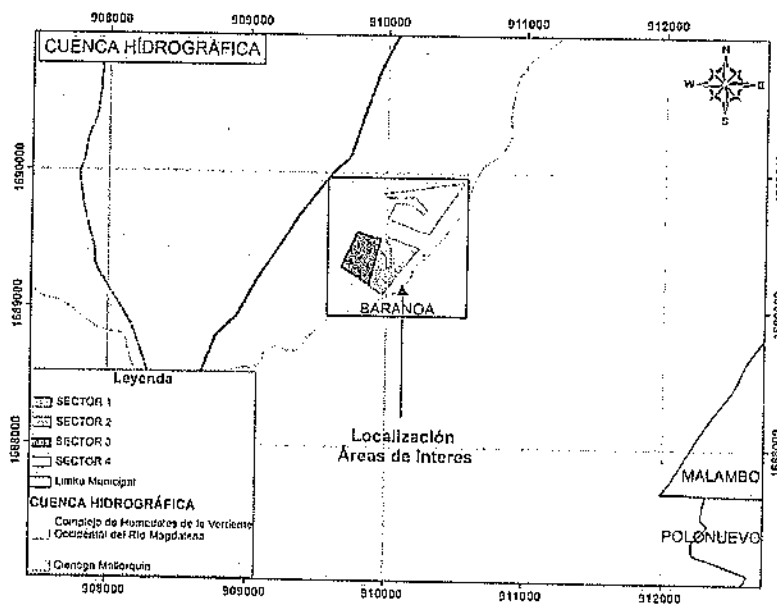 908000 909000 910000 911000 912000
CUENCA HIDROGRÁFICA
N
W
S
1690000
1689000
1688000
BARANOA
Localización
Áreas de Interes
MALAMBO
POLONUEVO
Leyenda
SECTOR 1
SECTOR 2
SECTOR 3
SECTOR 4
Limite Municipal
CUENCA HIDROGRÁFICA
Complejo de Humedales de la Vertiente
Occidental del Río Magdalena
Cienaga Mallorquin
908000 909000 910000 911000 912000